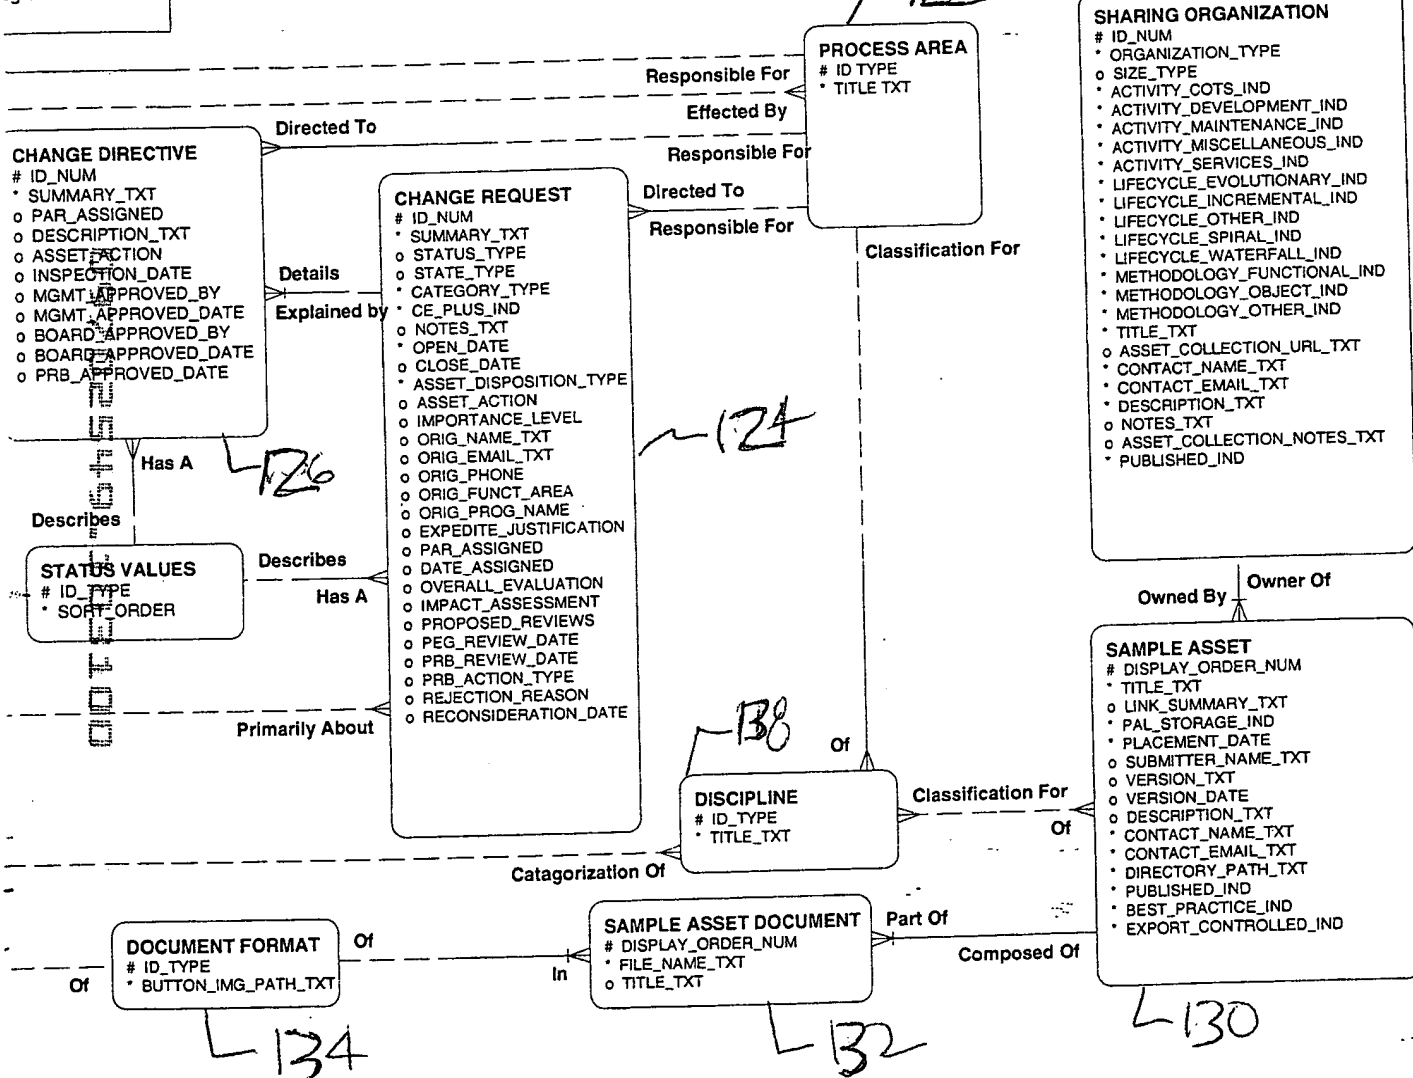 PROCESS AREA
# ID TYPE
* TITLE TXT
Responsible For
Effected By
Directed To
Responsible For
Directed To
Responsible For
Classification For
SHARING ORGANIZATION
# ID_NUM
* ORGANIZATION_TYPE
o SIZE_TYPE
* ACTIVITY_COTS_IND
* ACTIVITY_DEVELOPMENT_IND
* ACTIVITY_MAINTENANCE_IND
* ACTIVITY_MISCELLANEOUS_IND
* ACTIVITY_SERVICES_IND
* LIFECYCLE_EVOLUTIONARY_IND
* LIFECYCLE_INCREMENTAL_IND
* LIFECYCLE_OTHER_IND
* LIFECYCLE_SPIRAL_IND
* LIFECYCLE_WATERFALL_IND
* METHODOLOGY_FUNCTIONAL_IND
* METHODOLOGY_OBJECT_IND
* METHODOLOGY_OTHER_IND
* TITLE_TXT
o ASSET_COLLECTION_URL_TXT
* CONTACT_NAME_TXT
* CONTACT_EMAIL_TXT
* DESCRIPTION_TXT
o NOTES_TXT
o ASSET_COLLECTION_NOTES_TXT
* PUBLISHED_IND
CHANGE DIRECTIVE
# ID_NUM
* SUMMARY_TXT
o PAR_ASSIGNED
o DESCRIPTION_TXT
o ASSET_ACTION
o INSPECTION_DATE
o MGMT_APPROVED_BY
o MGMT_APPROVED_DATE
o BOARD_APPROVED_BY
o BOARD_APPROVED_DATE
o PRB_APPROVED_DATE
126
Details
Explained by
CHANGE REQUEST
# ID_NUM
* SUMMARY_TXT
o STATUS_TYPE
o STATE_TYPE
* CATEGORY_TYPE
* CE_PLUS_IND
o NOTES_TXT
* OPEN_DATE
o CLOSE_DATE
* ASSET_DISPOSITION_TYPE
o ASSET_ACTION
o IMPORTANCE_LEVEL
o ORIG_NAME_TXT
o ORIG_EMAIL_TXT
o ORIG_PHONE
o ORIG_FUNCT_AREA
o ORIG_PROG_NAME
o EXPEDITE_JUSTIFICATION
o PAR_ASSIGNED
o DATE_ASSIGNED
o OVERALL_EVALUATION
o IMPACT_ASSESSMENT
o PROPOSED_REVIEWS
o PEG_REVIEW_DATE
o PRB_REVIEW_DATE
o PRB_ACTION_TYPE
o REJECTION_REASON
o RECONSIDERATION_DATE
124
Has A
Describes
STATUS VALUES
# ID_TYPE
* SORT_ORDER
Describes
Has A
Primarily About
Owner Of
Owned By
SAMPLE ASSET
# DISPLAY_ORDER_NUM
* TITLE_TXT
o LINK_SUMMARY_TXT
* PAL_STORAGE_IND
* PLACEMENT_DATE
o SUBMITTER_NAME_TXT
o VERSION_TXT
o VERSION_DATE
o DESCRIPTION_TXT
* CONTACT_NAME_TXT
* CONTACT_EMAIL_TXT
* DIRECTORY_PATH_TXT
* PUBLISHED_IND
* BEST_PRACTICE_IND
* EXPORT_CONTROLLED_IND
130
138
Of
DISCIPLINE
# ID_TYPE
* TITLE_TXT
Classification For
Of
Catagorization Of
DOCUMENT FORMAT
# ID_TYPE
* BUTTON_IMG_PATH_TXT
Of
Of
In
134
SAMPLE ASSET DOCUMENT
# DISPLAY_ORDER_NUM
* FILE_NAME_TXT
o TITLE_TXT
Part Of
Composed Of
132